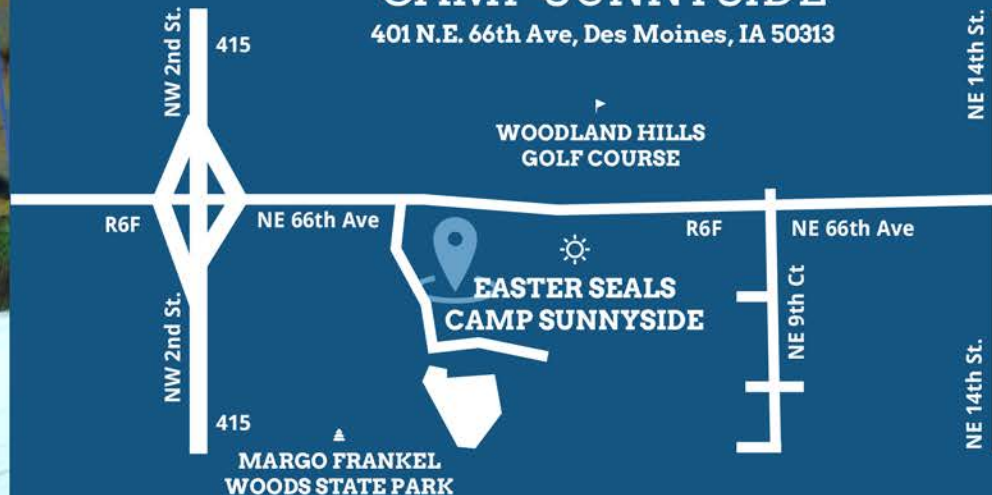 CAMP SUNNYSIDE
401 N.E. 66th Ave, Des Moines, IA 50313
NW 2nd St.
415
NE 14th St.
WOODLAND HILLS
GOLF COURSE
R6F
NE 66th Ave
R6F
NE 66th Ave
EASTER SEALS
CAMP SUNNYSIDE
NE 9th Ct
NW 2nd St.
415
NE 14th St.
MARGO FRANKEL
WOODS STATE PARK